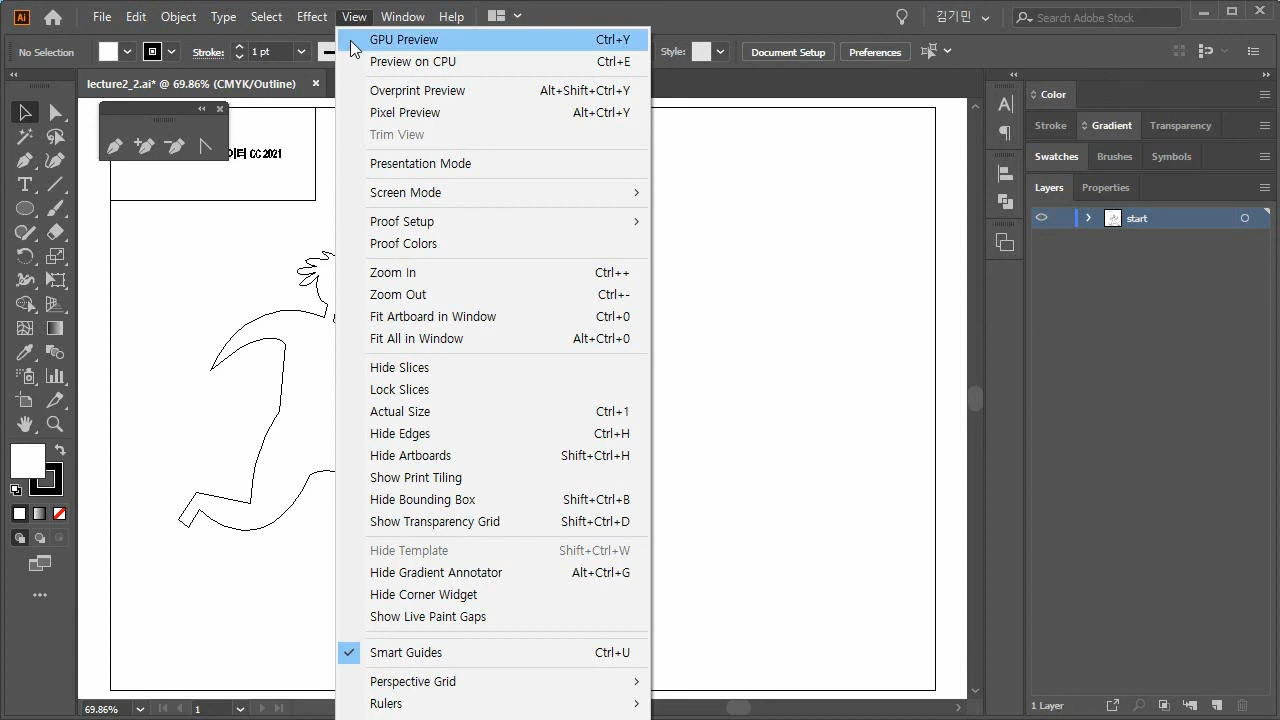 Ai File Edit Object Type Select Effect View Window Help 김기민 Search Adobe Stock
No Selection Stroke: 1 pt Style: Document Setup Preferences
lecture2_2.ai* @ 69.86% (CMYK/Outline)
CC 2021
GPU Preview Ctrl+Y
Preview on CPU Ctrl+E
Overprint Preview Alt+Shift+Ctrl+Y
Pixel Preview Alt+Ctrl+Y
Trim View
Presentation Mode
Screen Mode
Proof Setup
Proof Colors
Zoom In Ctrl++
Zoom Out Ctrl+-
Fit Artboard in Window Ctrl+0
Fit All in Window Alt+Ctrl+0
Hide Slices
Lock Slices
Actual Size Ctrl+1
Hide Edges Ctrl+H
Hide Artboards Shift+Ctrl+H
Show Print Tiling
Hide Bounding Box Shift+Ctrl+B
Show Transparency Grid Shift+Ctrl+D
Hide Template Shift+Ctrl+W
Hide Gradient Annotator Alt+Ctrl+G
Hide Corner Widget
Show Live Paint Gaps
Smart Guides Ctrl+U
Perspective Grid
Rulers
Color
Stroke Gradient Transparency
Swatches Brushes Symbols
Layers Properties
start
69.86% 1
1 Layer